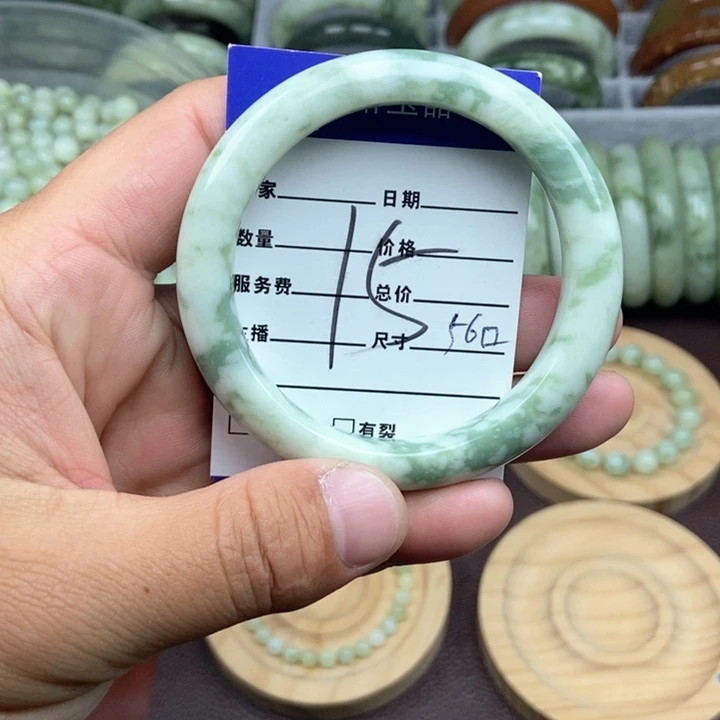 家 日期
数量 价格
服务费 总价
播 尺寸 56口
15
有裂